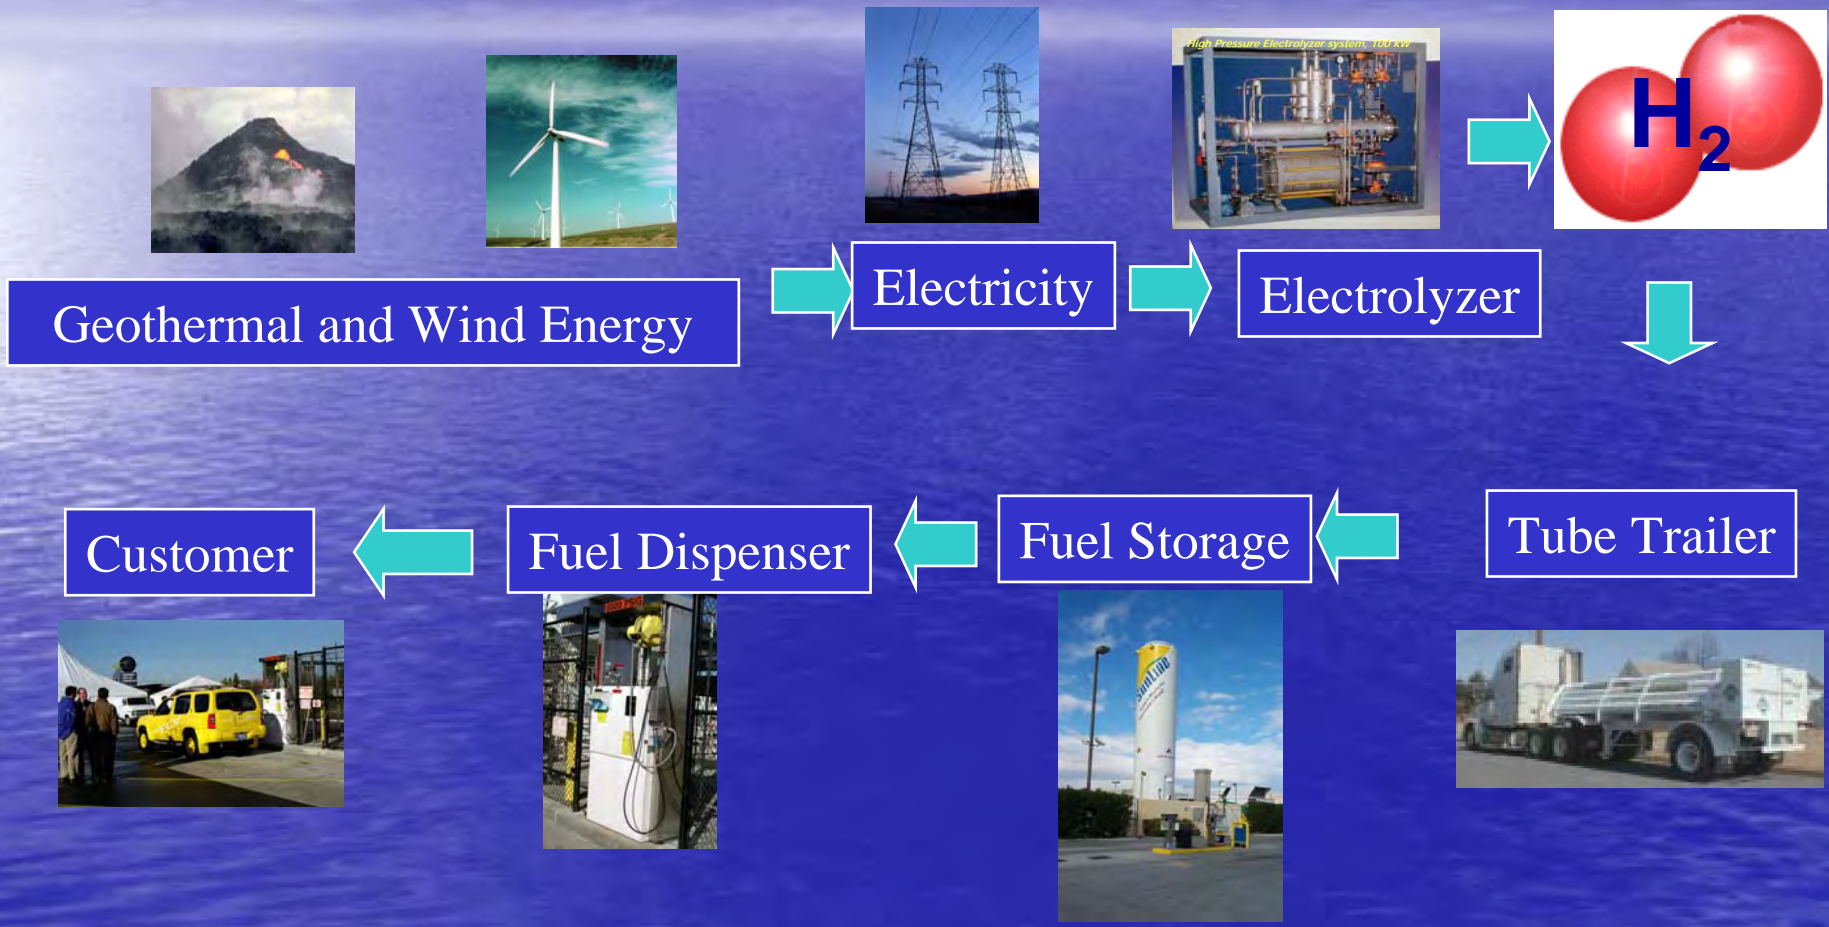 High Pressure Electrolyzer system, 100 kW
H2
Electricity
Electrolyzer
Geothermal and Wind Energy
Tube Trailer
Fuel Storage
Fuel Dispenser
Customer
SunLine